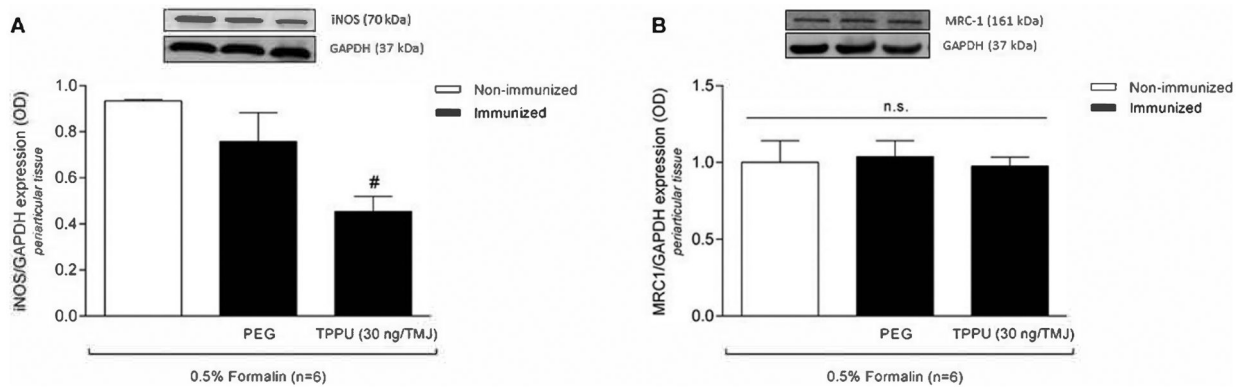 A
iNOS (70 kDa)
GAPDH (37 kDa)
iNOS/GAPDH expression (OD)
periarticular tissue
1.0
0.8
0.6
0.4
0.2
0.0
#
Non-immunized
Immunized
PEG
TPPU (30 ng/TMJ)
0.5% Formalin (n=6)
B
MRC-1 (161 kDa)
GAPDH (37 kDa)
MRC1/GAPDH expression (OD)
periarticular tissue
1.5
1.0
0.5
0.0
n.s.
Non-immunized
Immunized
PEG
TPPU (30 ng/TMJ)
0.5% Formalin (n=6)